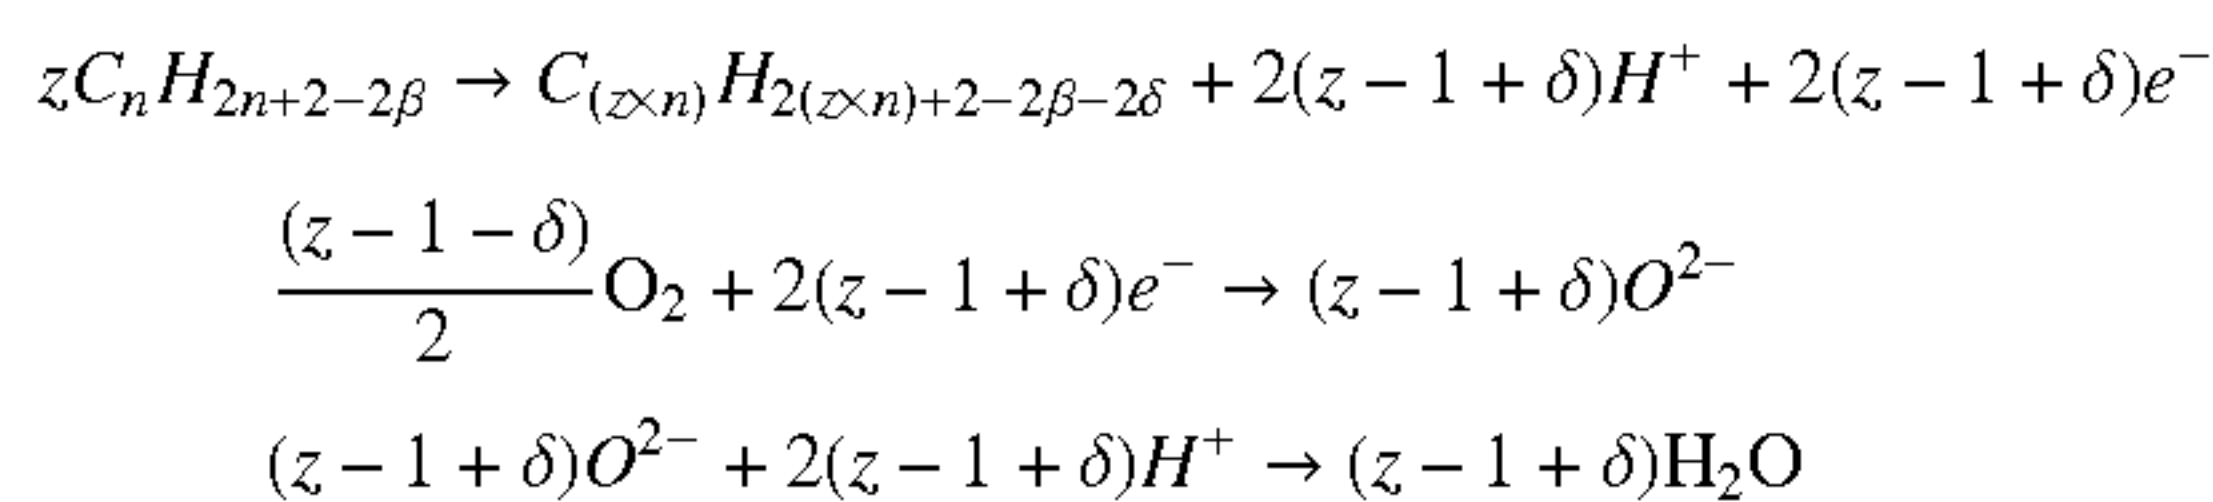 zC_nH_{2n+2−2β} → C_{(z×n)}H_{2(z×n)+2−2β−2δ} + 2(z − 1 + δ)H^+ + 2(z − 1 + δ)e^−
\frac{(z − 1 − δ)}{2}O_2 + 2(z − 1 + δ)e^− → (z − 1 + δ)O^{2−}
(z − 1 + δ)O^{2−} + 2(z − 1 + δ)H^+ → (z − 1 + δ)H_2O